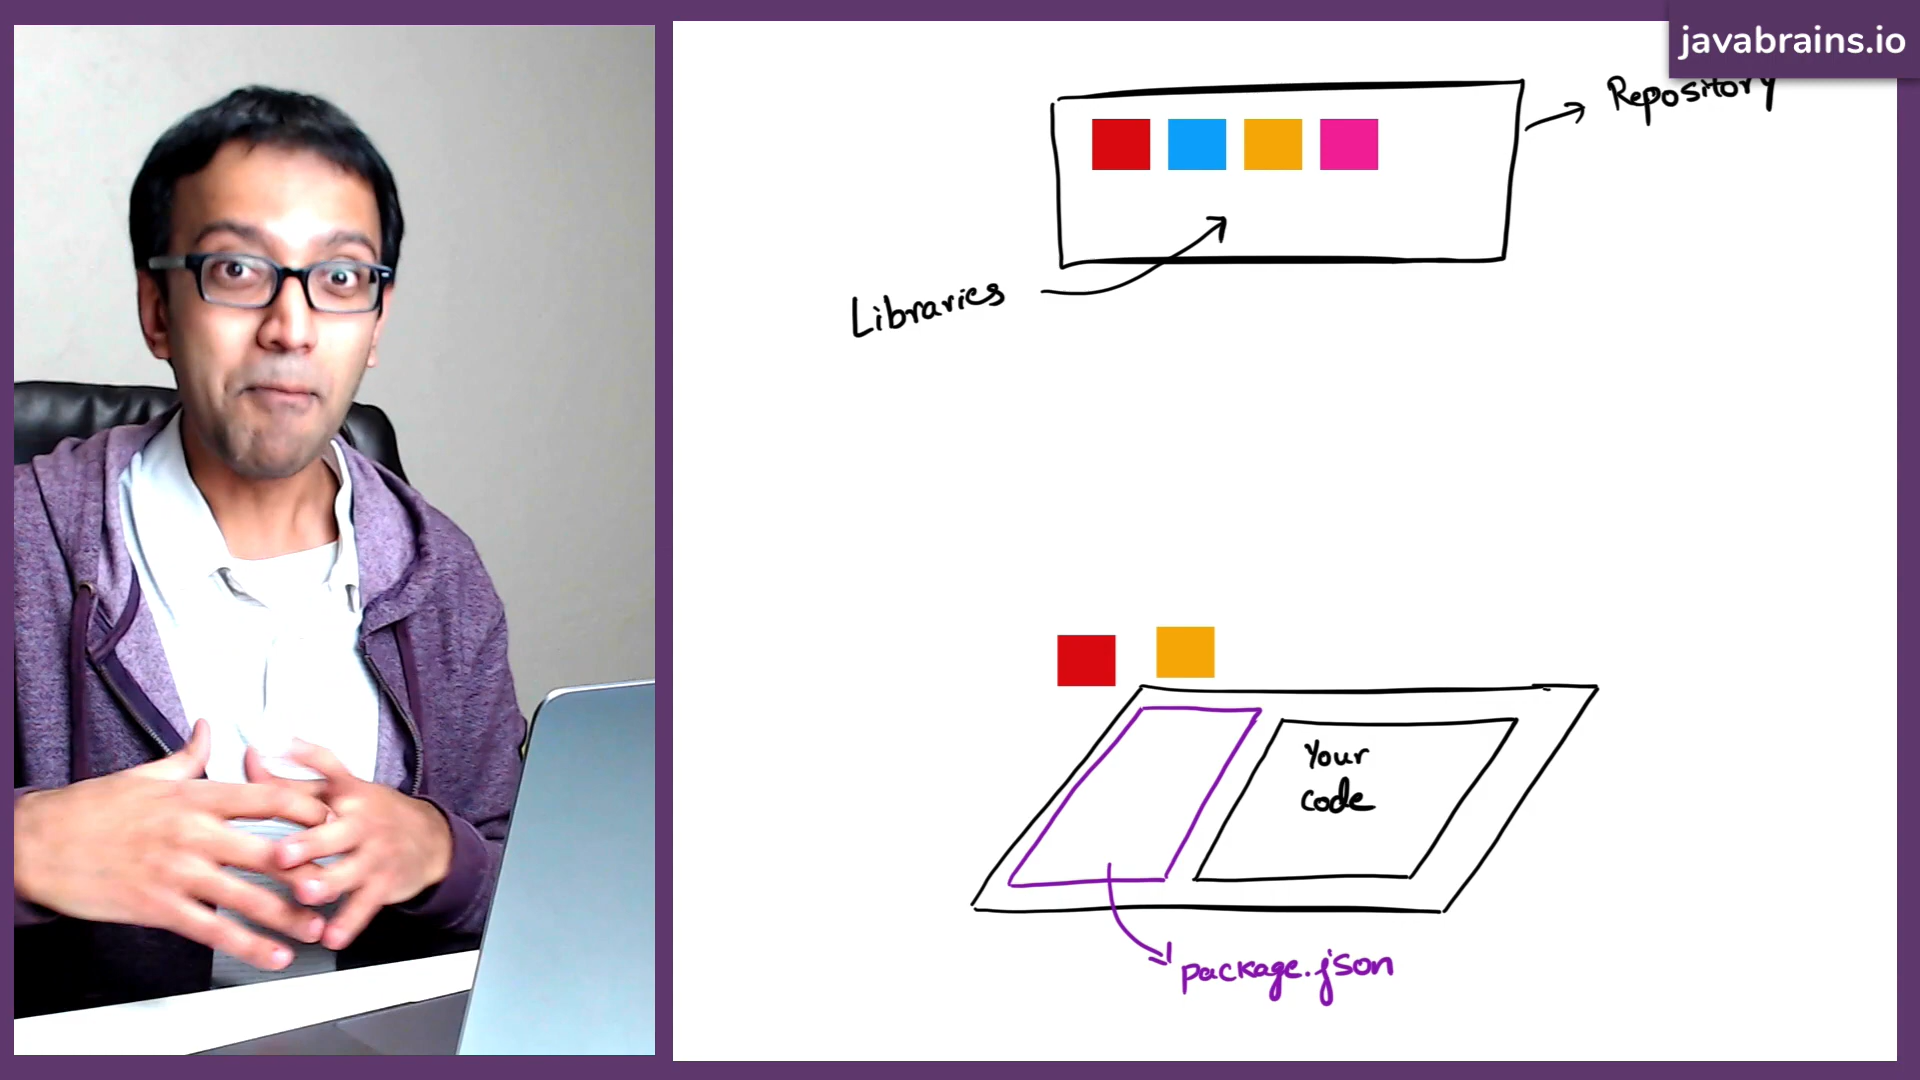 javabrains.io
Repository
Libraries
Your
code
package.json